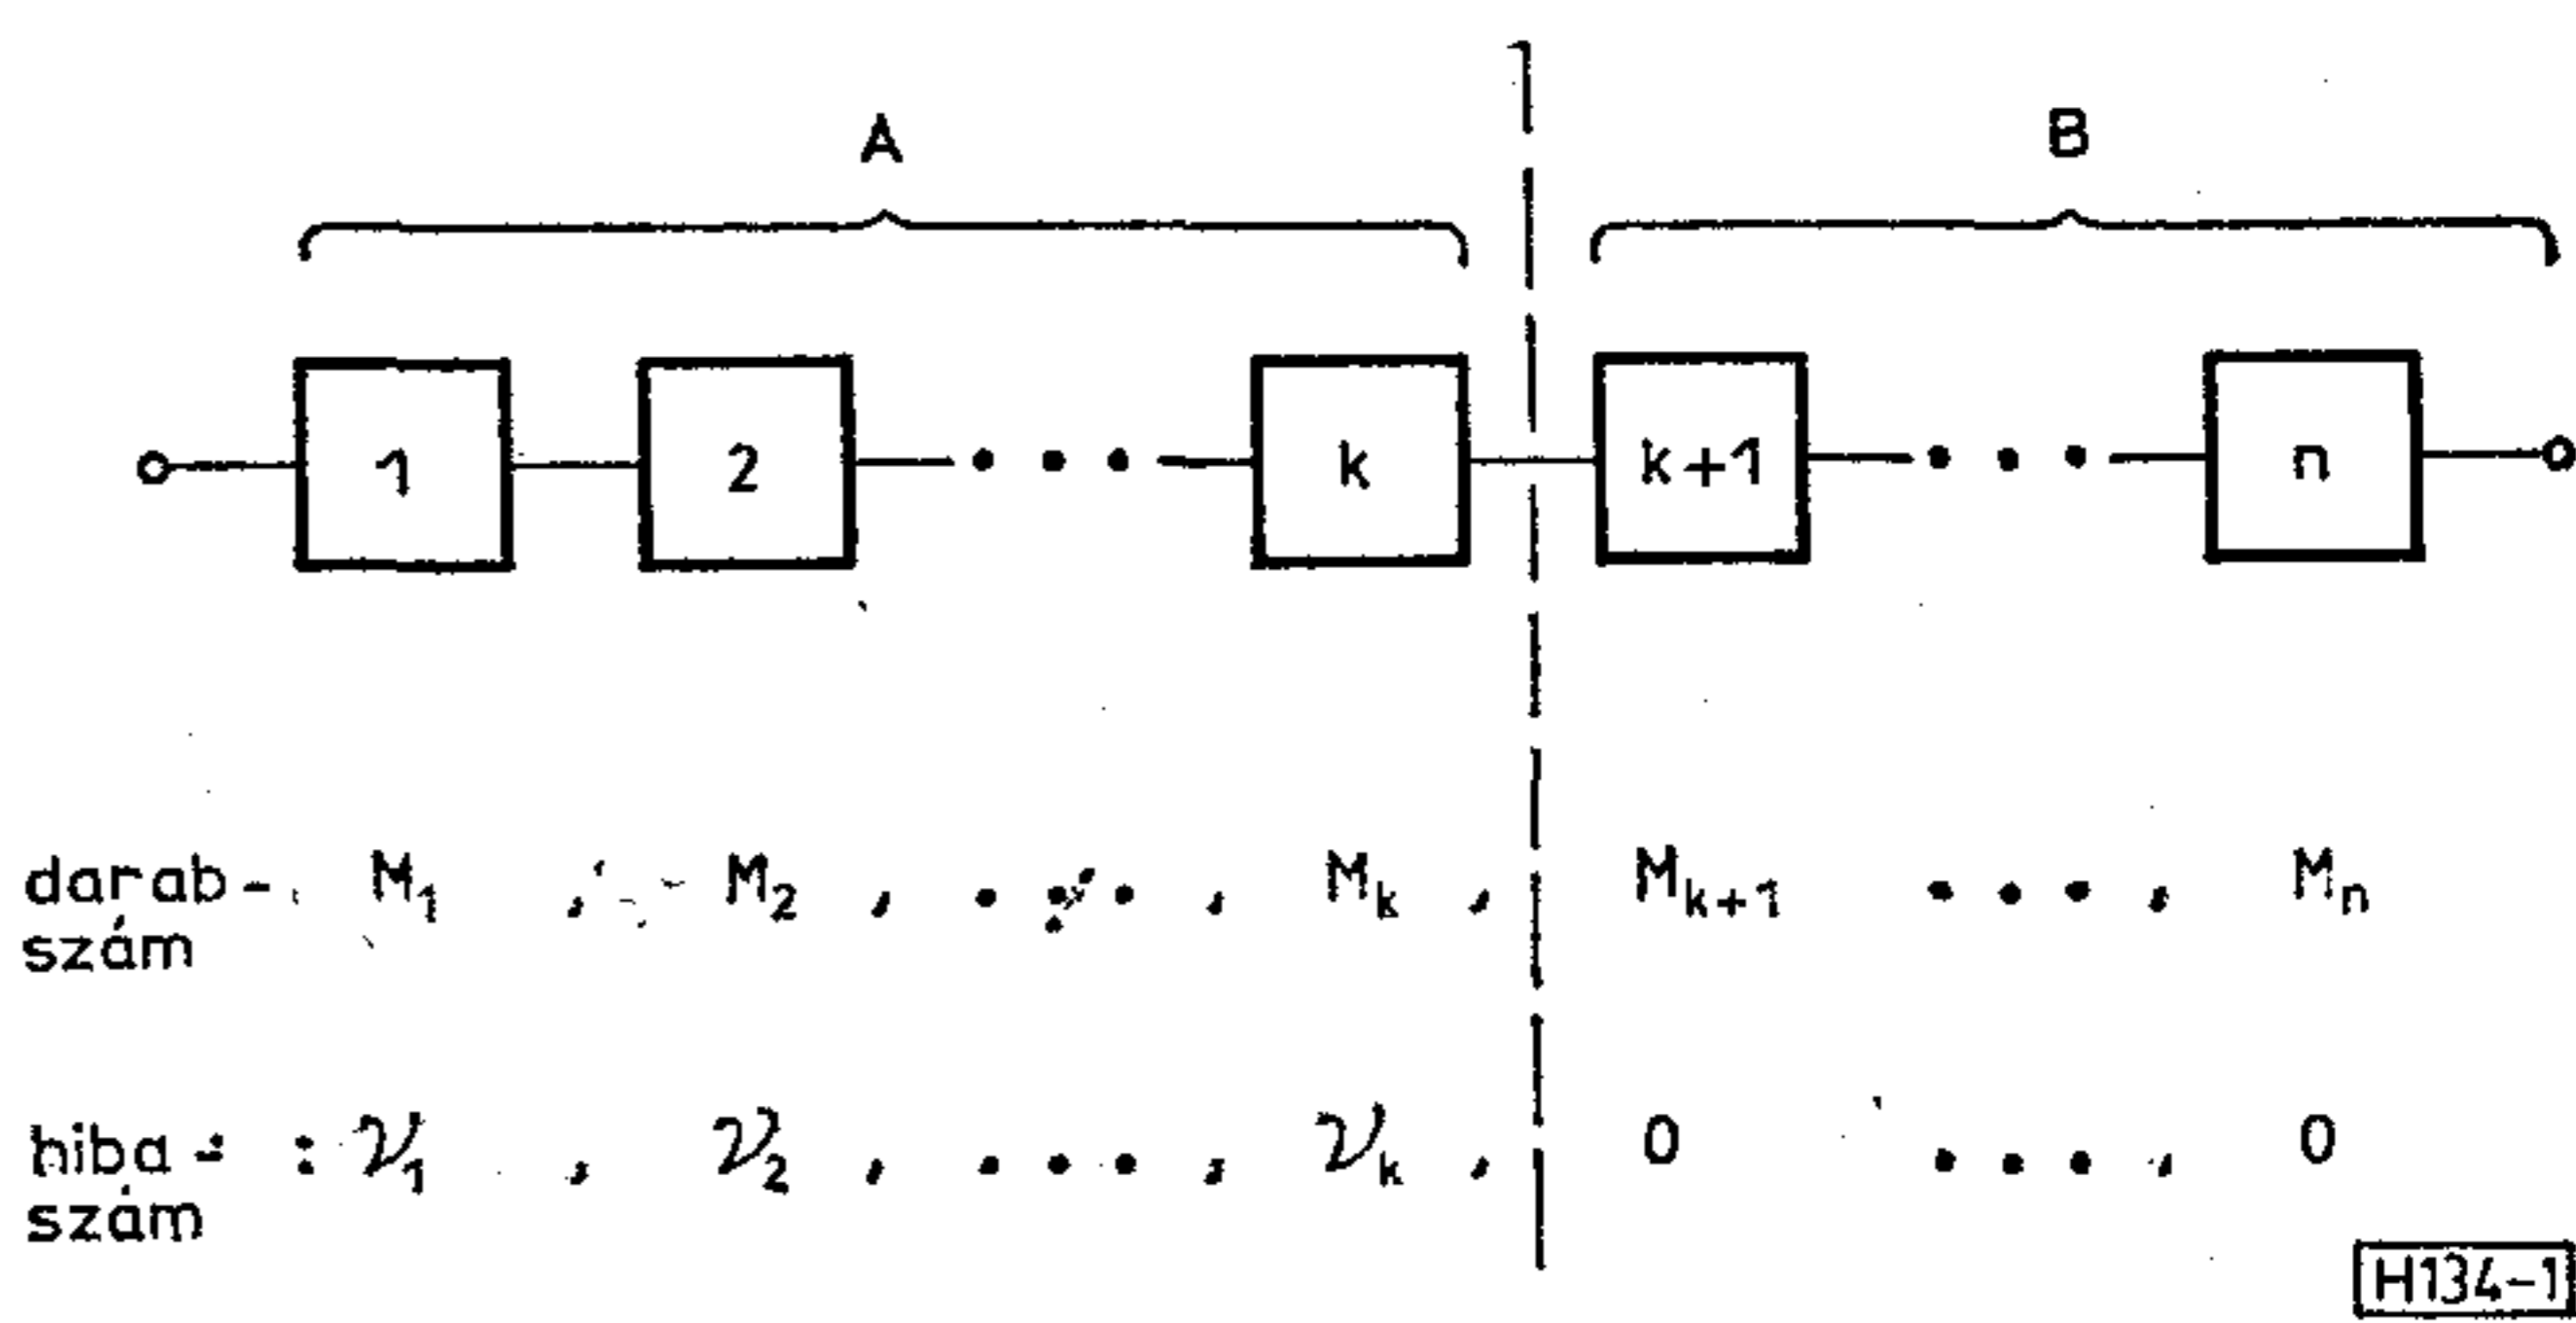 A B
1 2 • • • k k+1 • • • n
darab- M₁ , M₂ , • • • , Mₖ , Mₖ₊₁ • • • , Mₙ
szám
hiba- : 𝜈₁ , 𝜈₂ , • • • , 𝜈ₖ , 0 • • • , 0
szám
H134-1